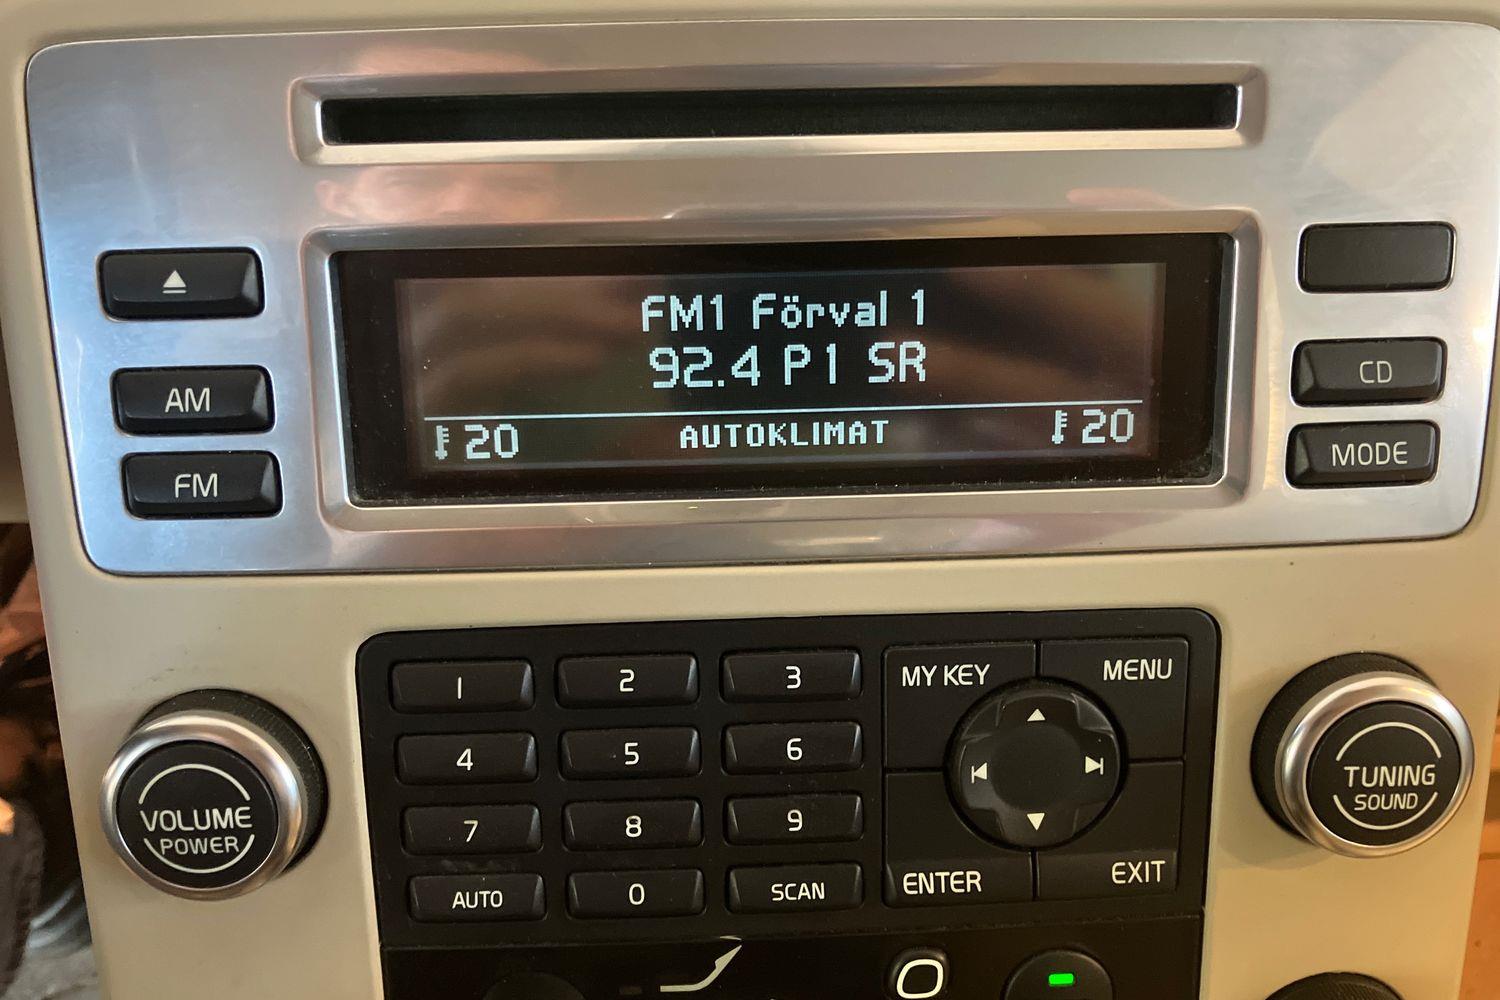 FM1 Förval 1
92.4 P1 SR
20 AUTOKLIMAT 20
AM
FM
CD
MODE
1 2 3
4 5 6
7 8 9
AUTO 0 SCAN
MY KEY MENU
ENTER EXIT
VOLUME
POWER
TUNING
SOUND